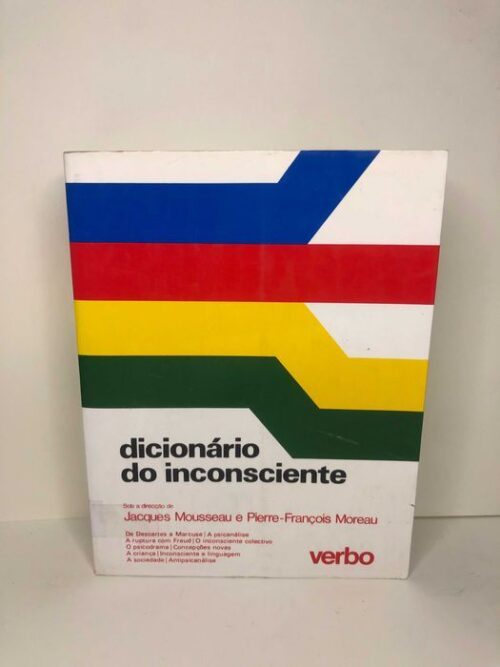 dicionário
do inconsciente
Sob a direcção de
Jacques Mousseau e Pierre-François Moreau
De Descartes a Marcuse | A psicanálise
A ruptura com Freud | O inconsciente colectivo
O psicodrama | Concepções novas
A criança | Inconsciente e linguagem
A sociedade | Antipsicanálise
verbo